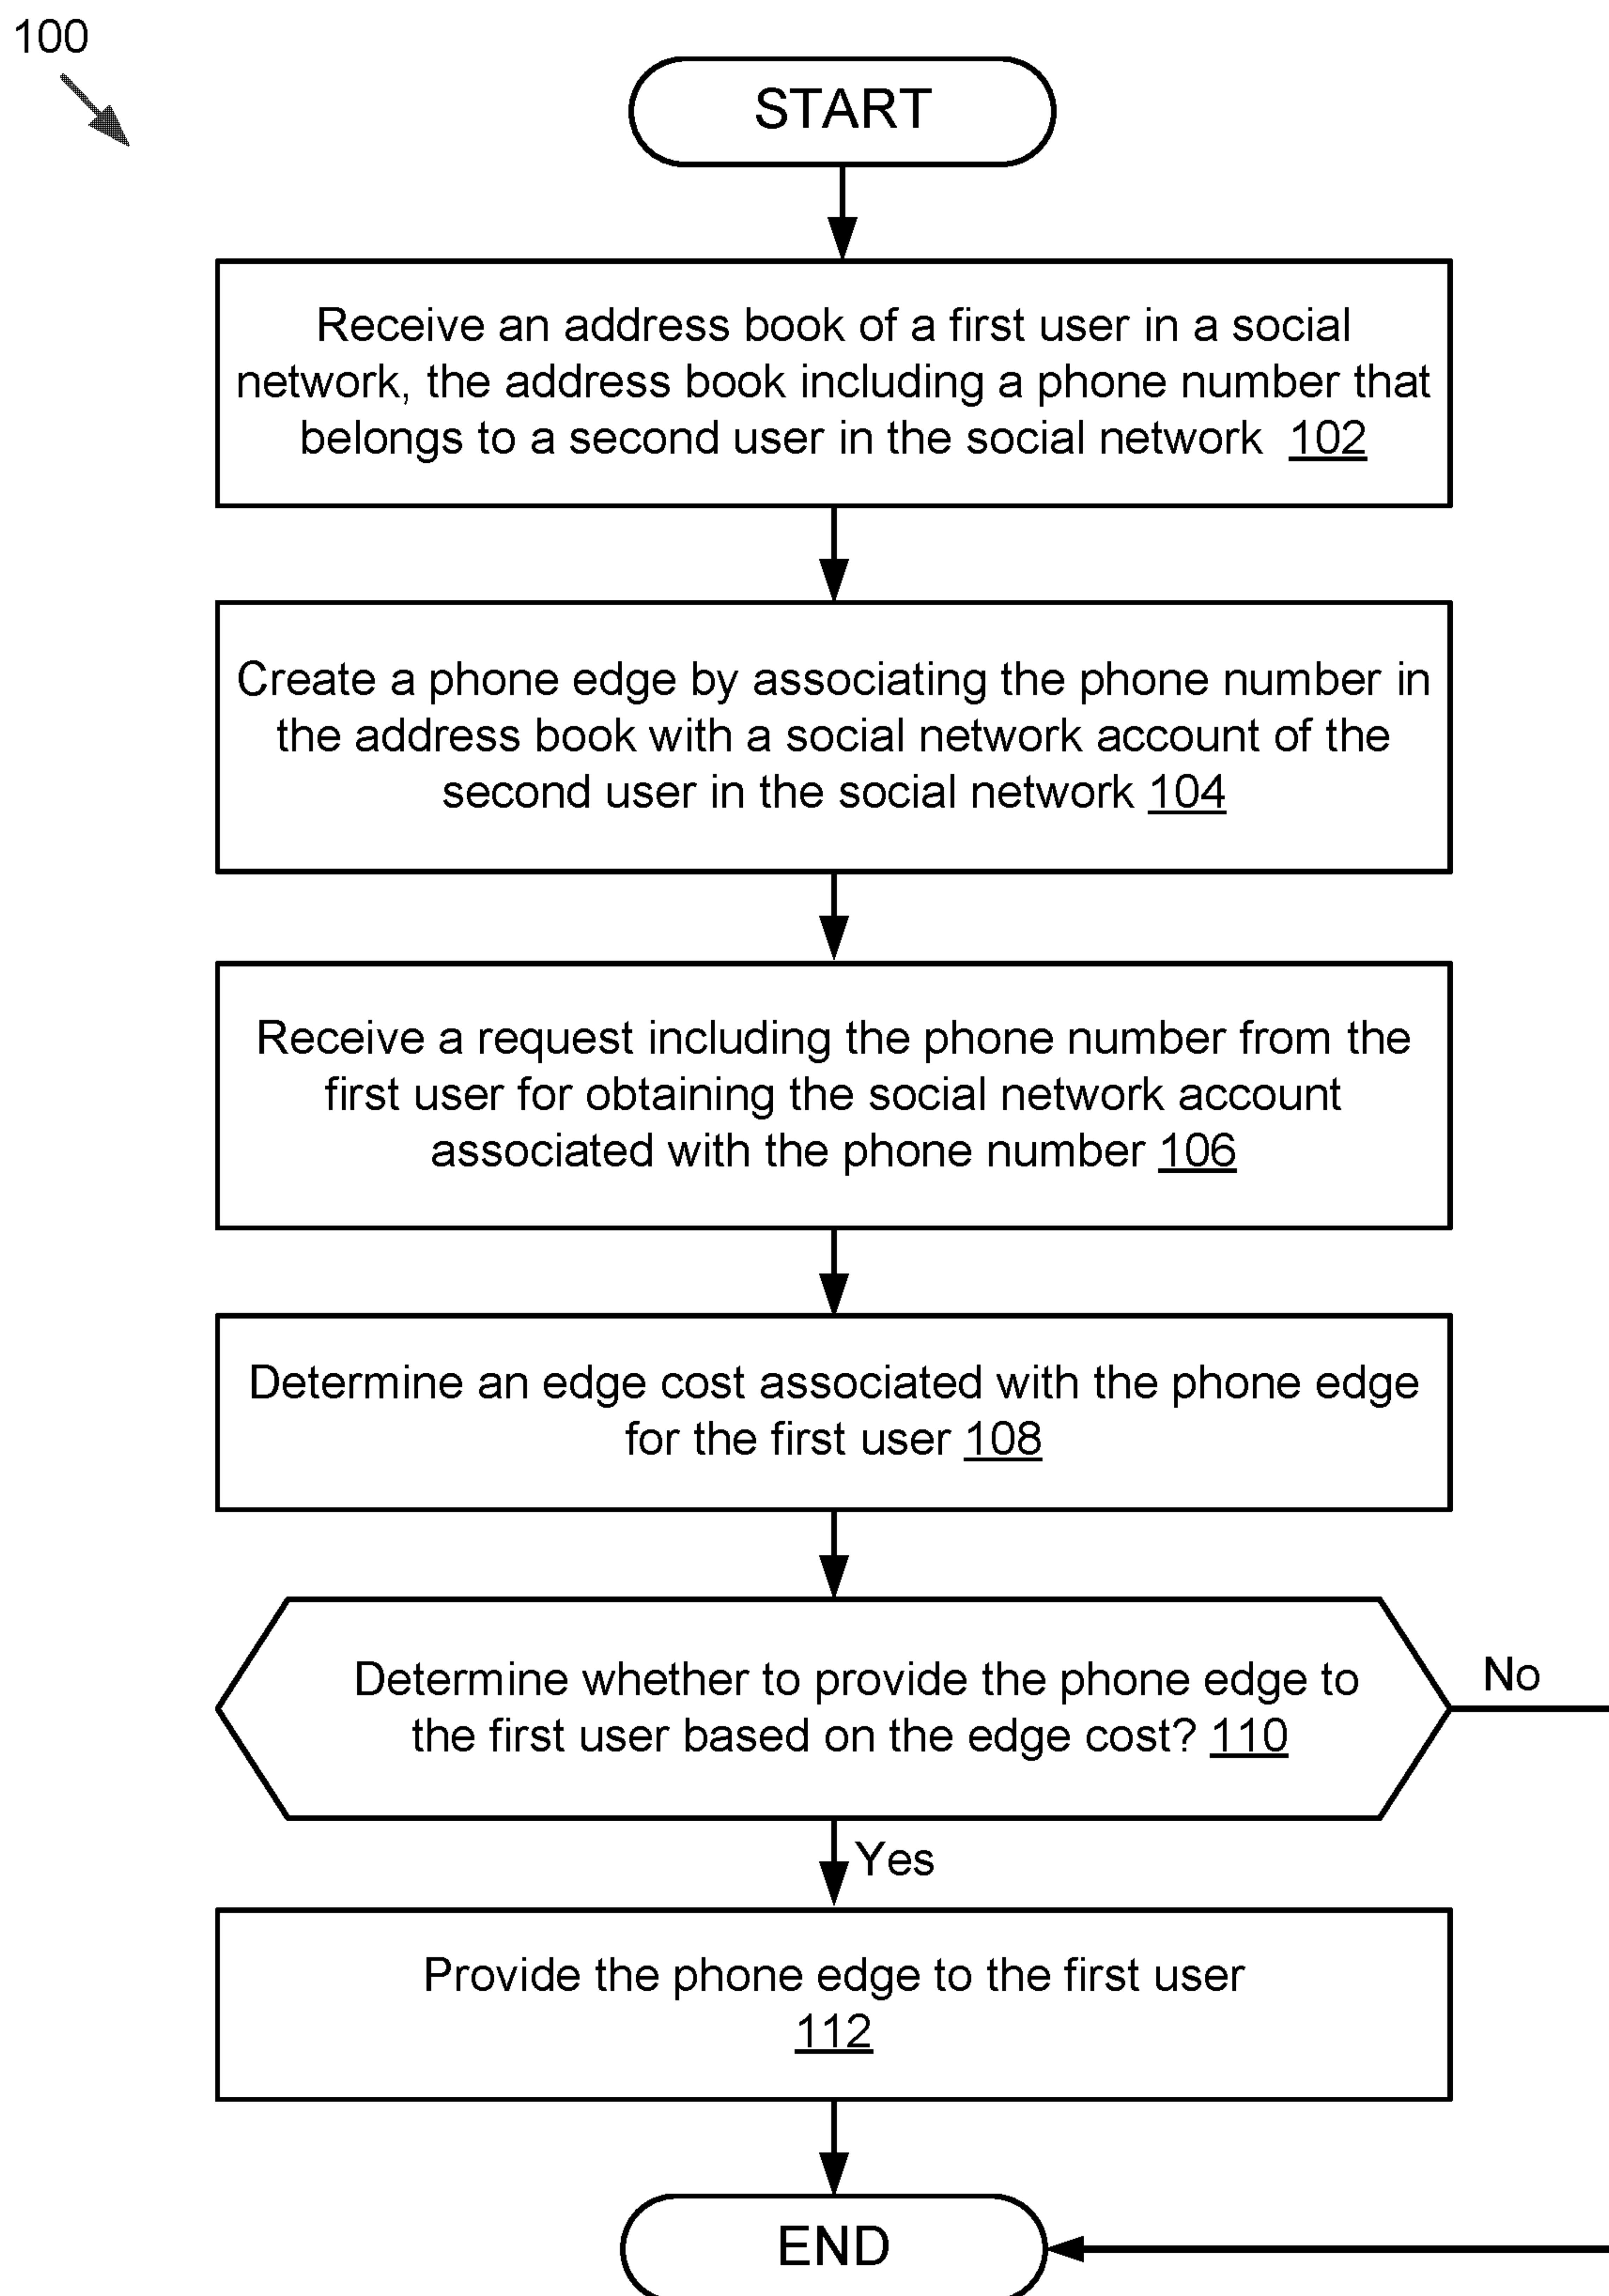 100
START
Receive an address book of a first user in a social
network, the address book including a phone number that
belongs to a second user in the social network 102
Create a phone edge by associating the phone number in
the address book with a social network account of the
second user in the social network 104
Receive a request including the phone number from the
first user for obtaining the social network account
associated with the phone number 106
Determine an edge cost associated with the phone edge
for the first user 108
Determine whether to provide the phone edge to
the first user based on the edge cost? 110
No
Yes
Provide the phone edge to the first user
112
END